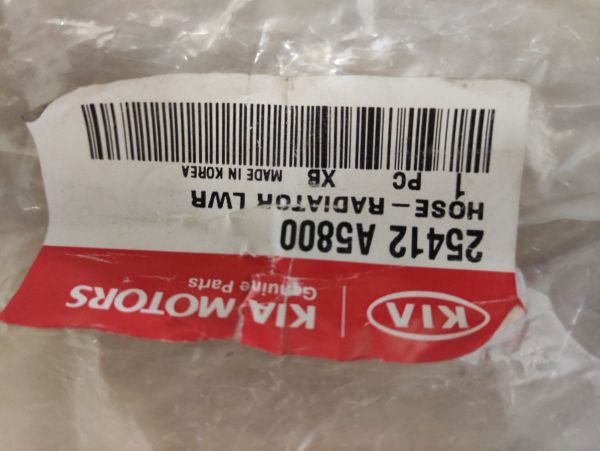 KIA
KIA MOTORS
Genuine Parts
25412 A5800
HOSE-RADIATOR LWR
1 PC XB MADE IN KOREA